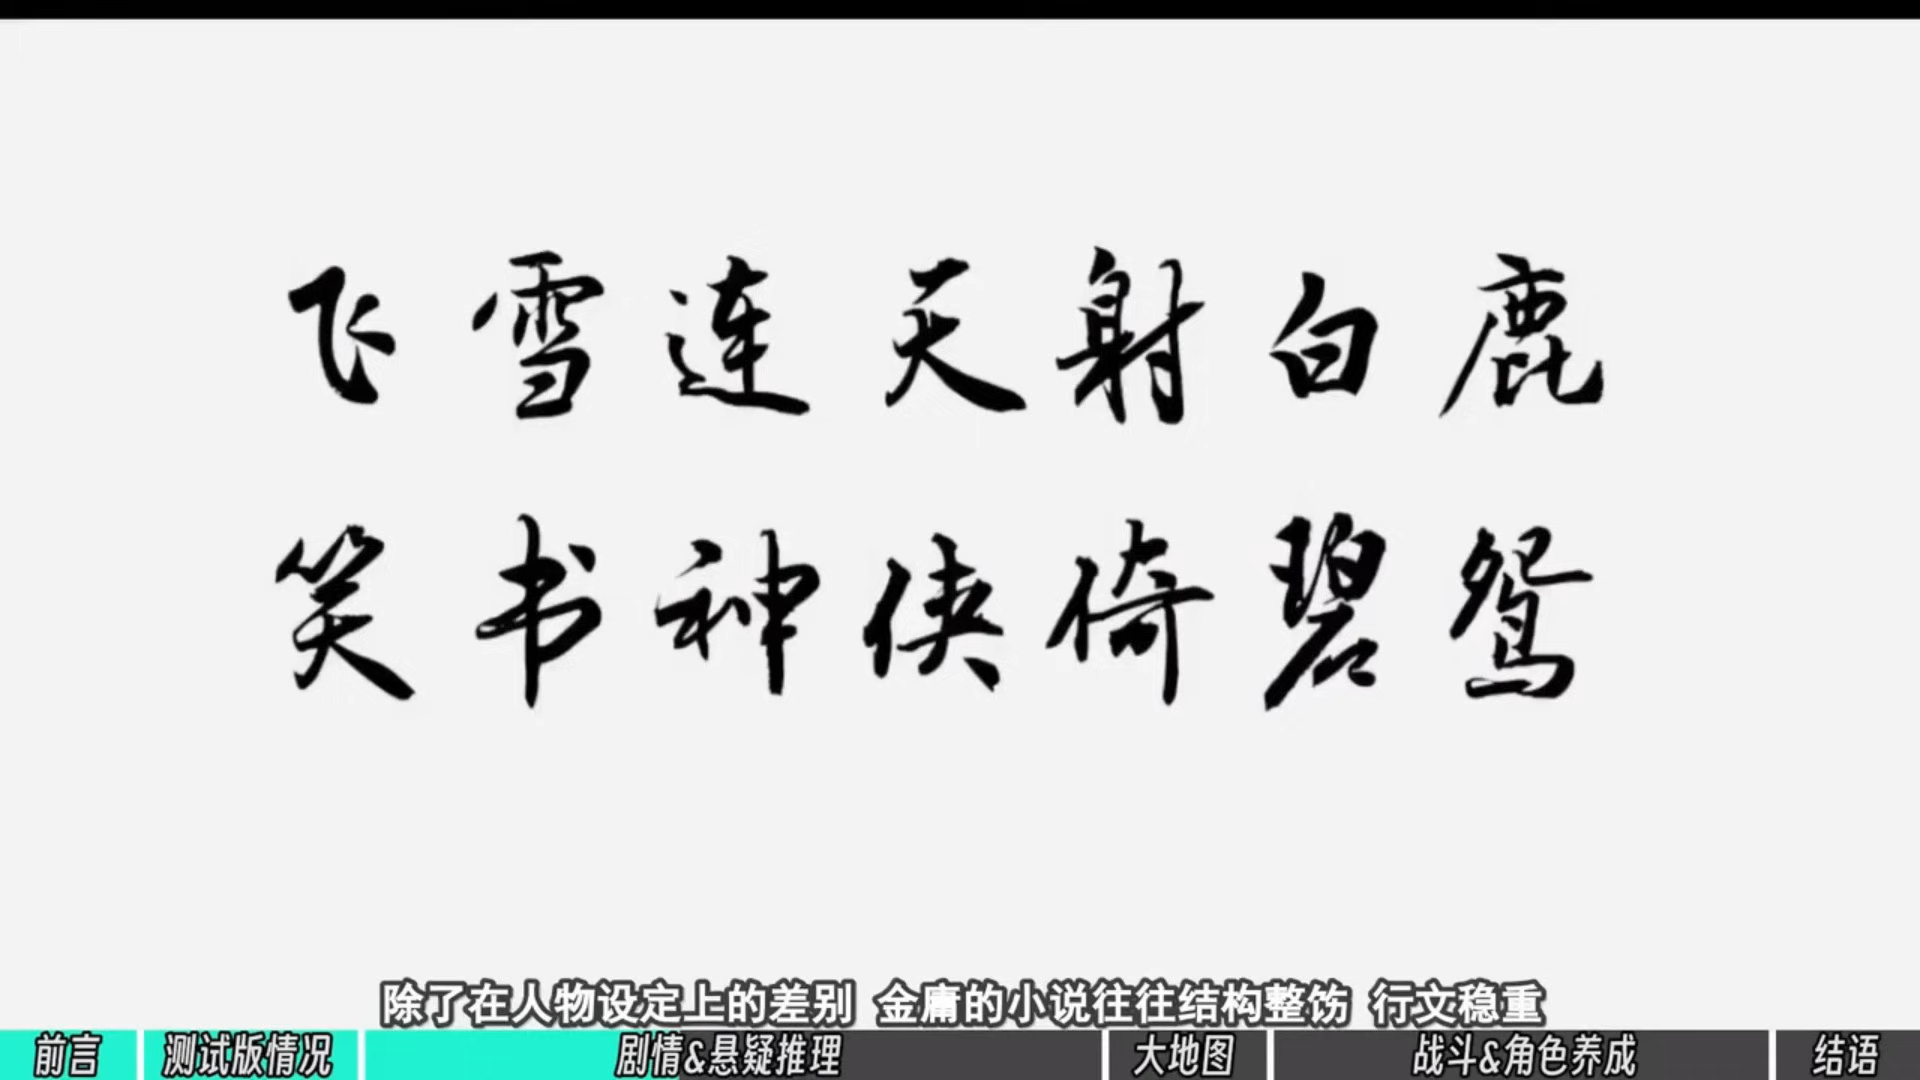 飞雪连天射白鹿
笑书神侠倚碧鸳
除了在人物设定上的差别 金庸的小说往往结构整饬 行文稳重
前言 测试版情况 剧情&悬疑推理 大地图 战斗&角色养成 结语